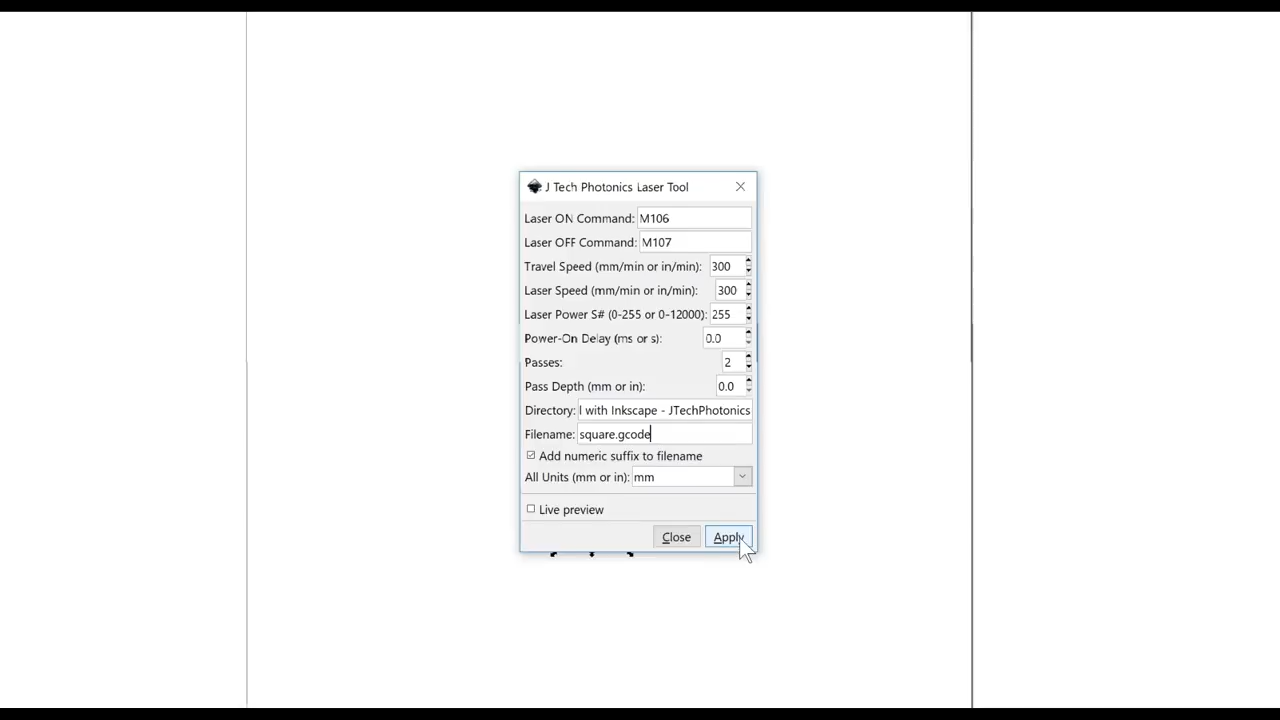 J Tech Photonics Laser Tool
Laser ON Command: M106
Laser OFF Command: M107
Travel Speed (mm/min or in/min): 300
Laser Speed (mm/min or in/min): 300
Laser Power S# (0-255 or 0-12000): 255
Power-On Delay (ms or s): 0.0
Passes: 2
Pass Depth (mm or in): 0.0
Directory: l with Inkscape - JTechPhotonics
Filename: square.gcode
Add numeric suffix to filename
All Units (mm or in): mm
Live preview
Close Apply